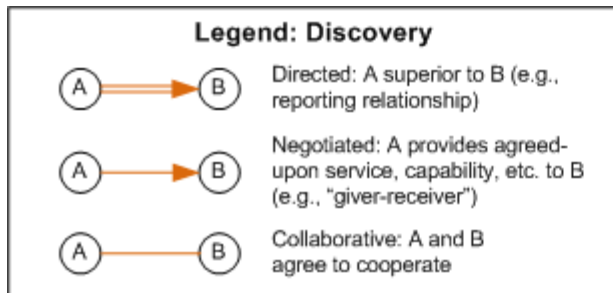 Legend: Discovery
A B Directed: A superior to B (e.g.,
reporting relationship)
A B Negotiated: A provides agreed-
upon service, capability, etc. to B
(e.g., “giver-receiver”)
A B Collaborative: A and B
agree to cooperate